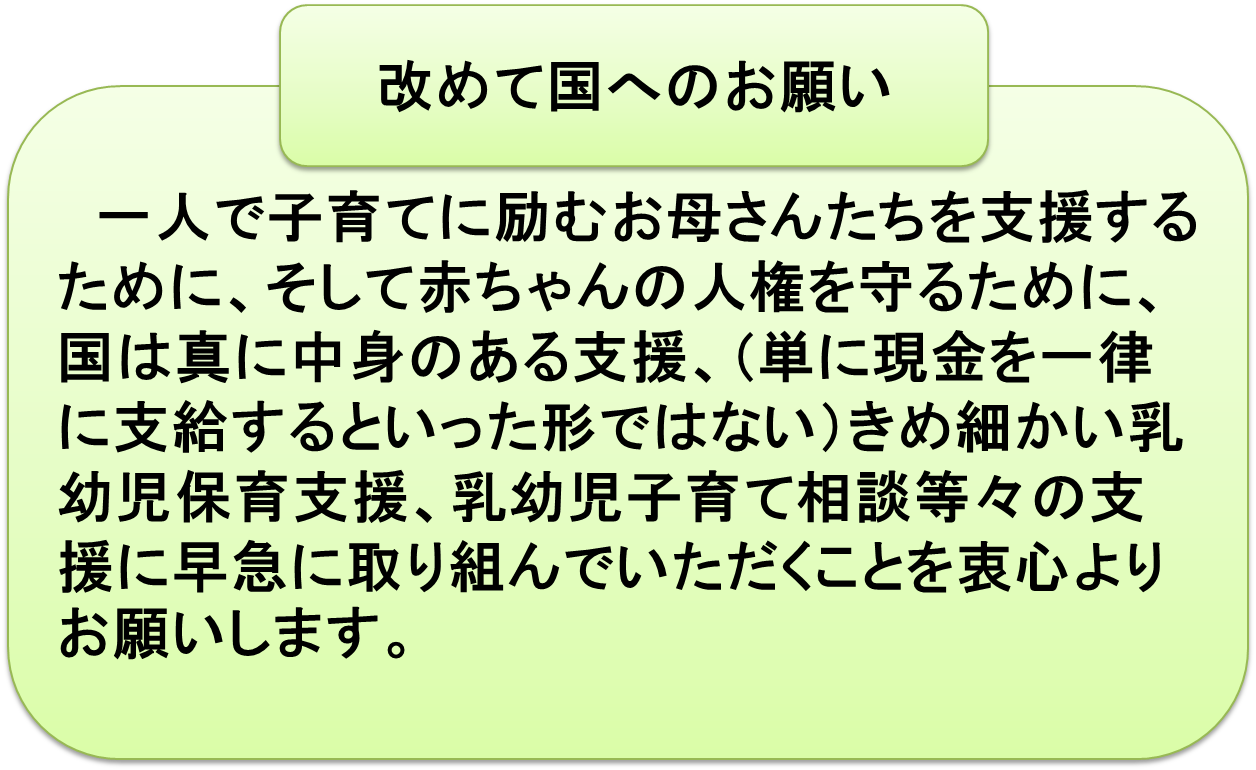 改めて国へのお願い
一人で子育てに励むお母さんたちを支援する
ために、そして赤ちゃんの人権を守るために、
国は真に中身のある支援、（単に現金を一律
に支給するといった形ではない）きめ細かい乳
幼児保育支援、乳幼児子育て相談等々の支
援に早急に取り組んでいただくことを衷心より
お願いします。